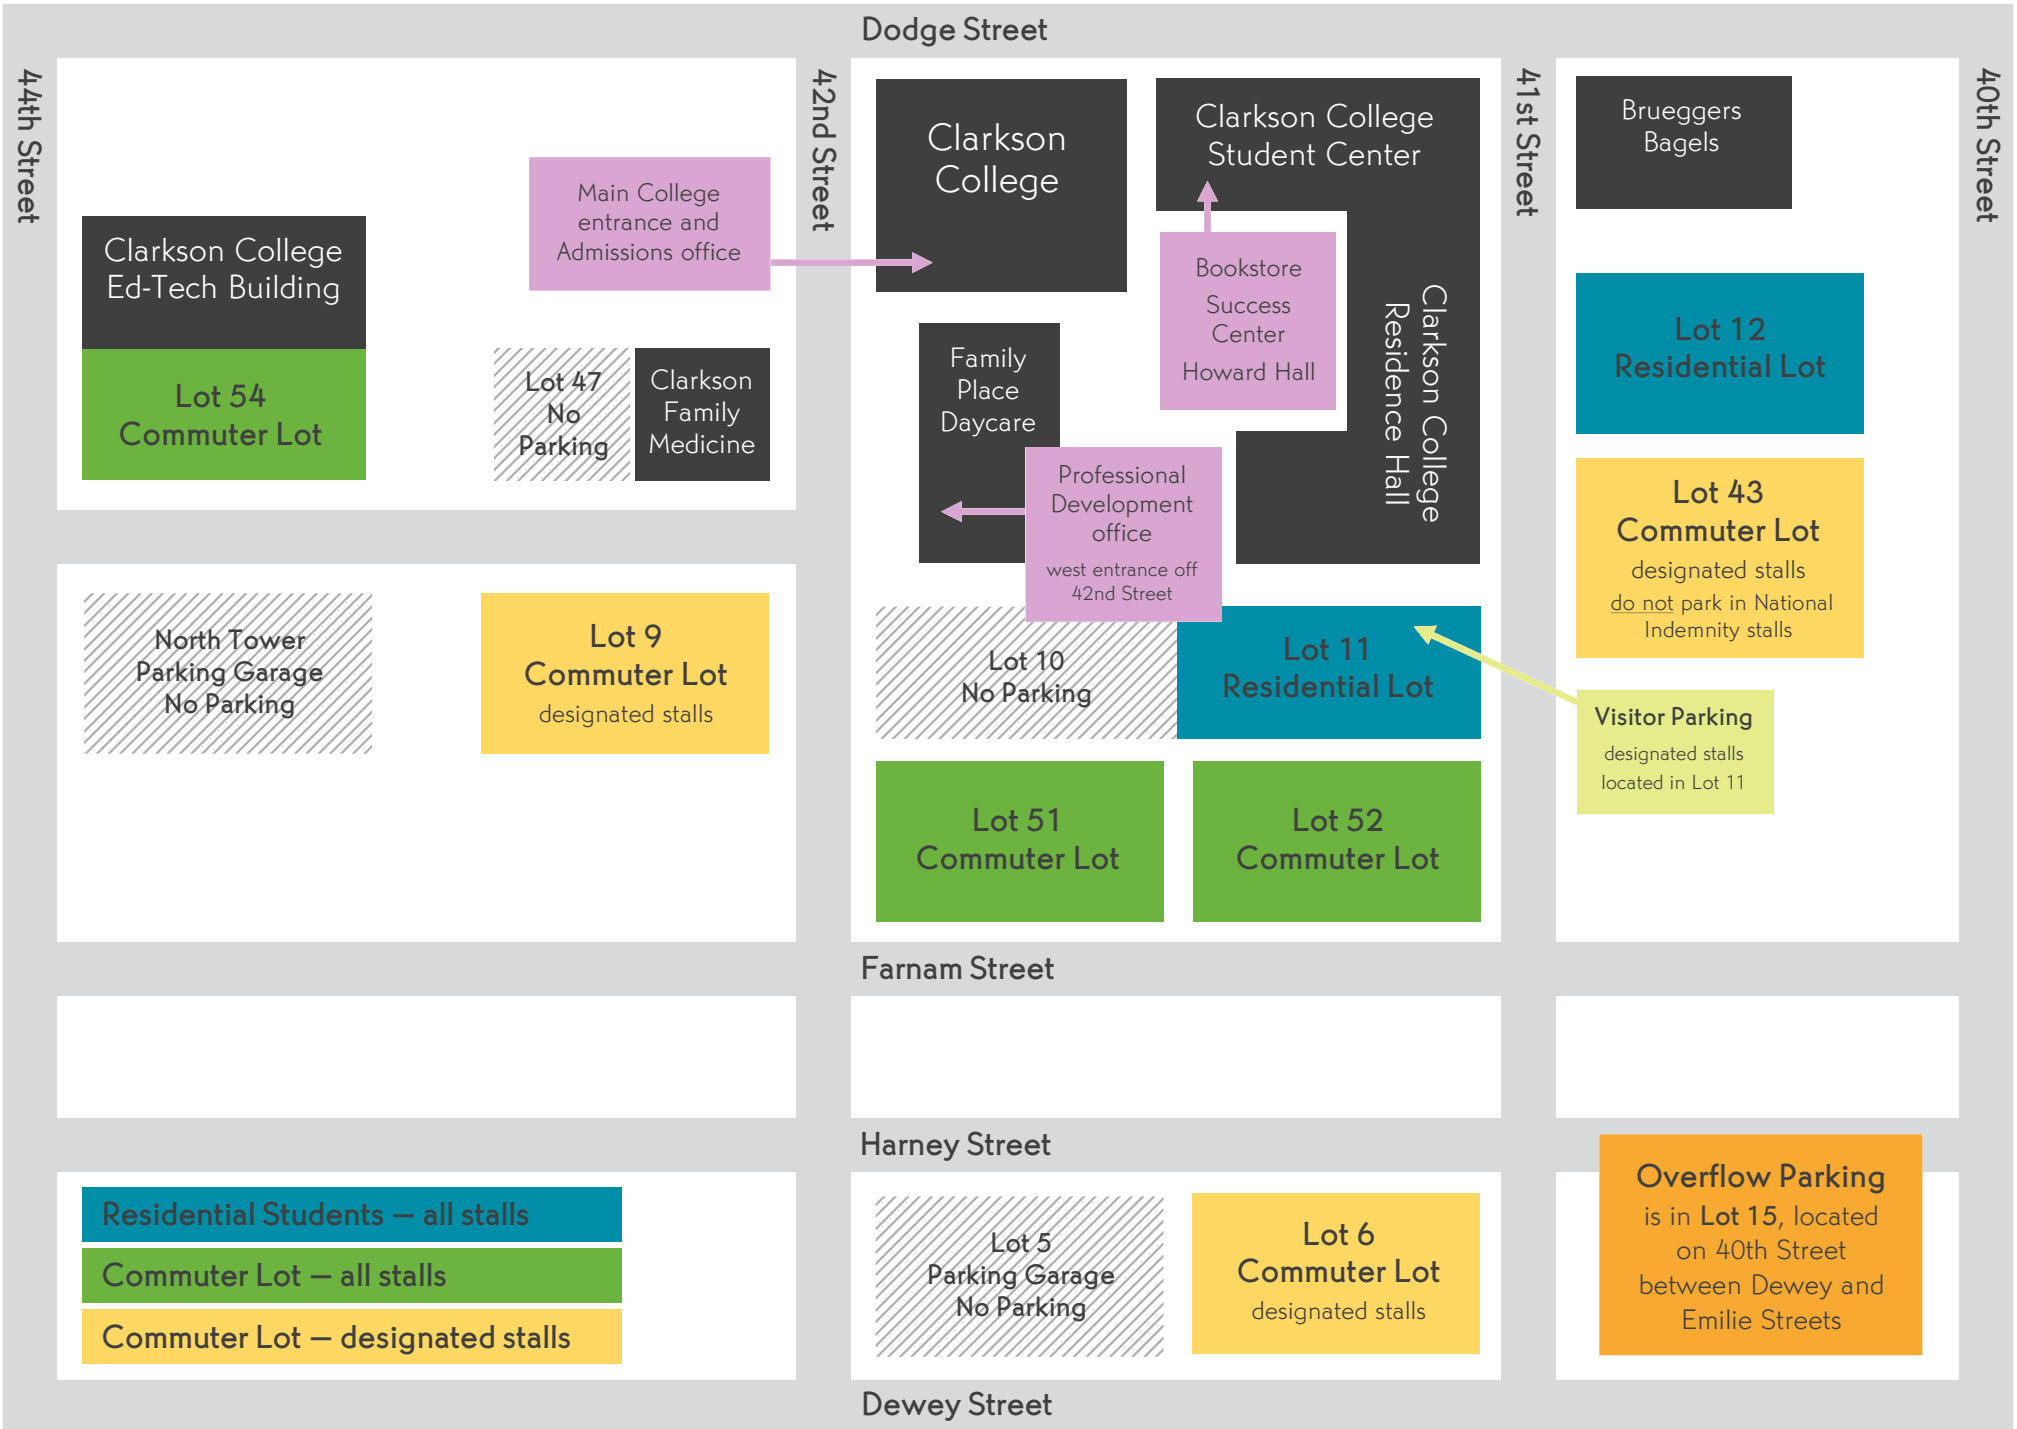 Dodge Street
44th Street
42nd Street
41st Street
40th Street
Clarkson College
Ed-Tech Building
Lot 54
Commuter Lot
Main College
entrance and
Admissions office
Lot 47
No
Parking
Clarkson
Family
Medicine
North Tower
Parking Garage
No Parking
Lot 9
Commuter Lot
designated stalls
Clarkson
College
Clarkson College
Student Center
Bookstore
Success
Center
Howard Hall
Clarkson College
Residence Hall
Family
Place
Daycare
Professional
Development
office
west entrance off
42nd Street
Lot 10
No Parking
Lot 11
Residential Lot
Lot 51
Commuter Lot
Lot 52
Commuter Lot
Brueggers
Bagels
Lot 12
Residential Lot
Lot 43
Commuter Lot
designated stalls
do not park in National
Indemnity stalls
Visitor Parking
designated stalls
located in Lot 11
Farnam Street
Harney Street
Residential Students – all stalls
Commuter Lot – all stalls
Commuter Lot – designated stalls
Lot 5
Parking Garage
No Parking
Lot 6
Commuter Lot
designated stalls
Overflow Parking
is in Lot 15, located
on 40th Street
between Dewey and
Emilie Streets
Dewey Street